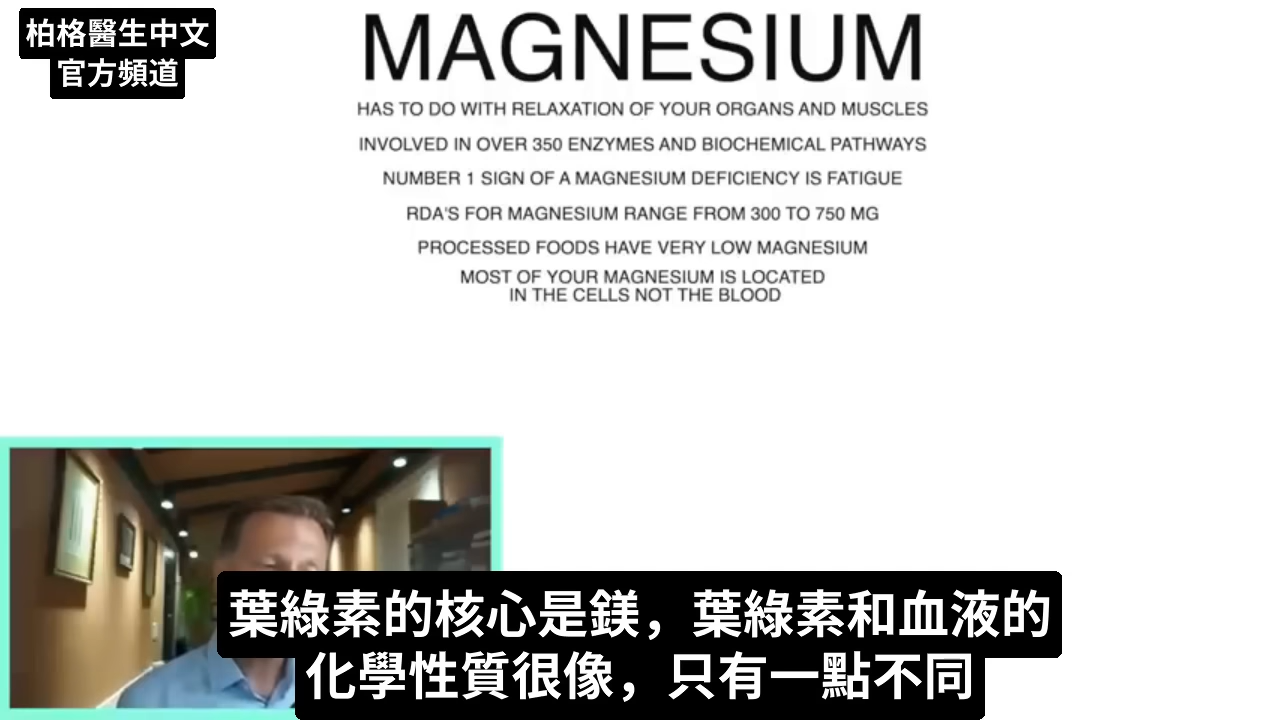 柏格醫生中文
官方頻道
MAGNESIUM
HAS TO DO WITH RELAXATION OF YOUR ORGANS AND MUSCLES
INVOLVED IN OVER 350 ENZYMES AND BIOCHEMICAL PATHWAYS
NUMBER 1 SIGN OF A MAGNESIUM DEFICIENCY IS FATIGUE
RDA'S FOR MAGNESIUM RANGE FROM 300 TO 750 MG
PROCESSED FOODS HAVE VERY LOW MAGNESIUM
MOST OF YOUR MAGNESIUM IS LOCATED
IN THE CELLS NOT THE BLOOD
葉綠素的核心是鎂，葉綠素和血液的
化學性質很像，只有一點不同